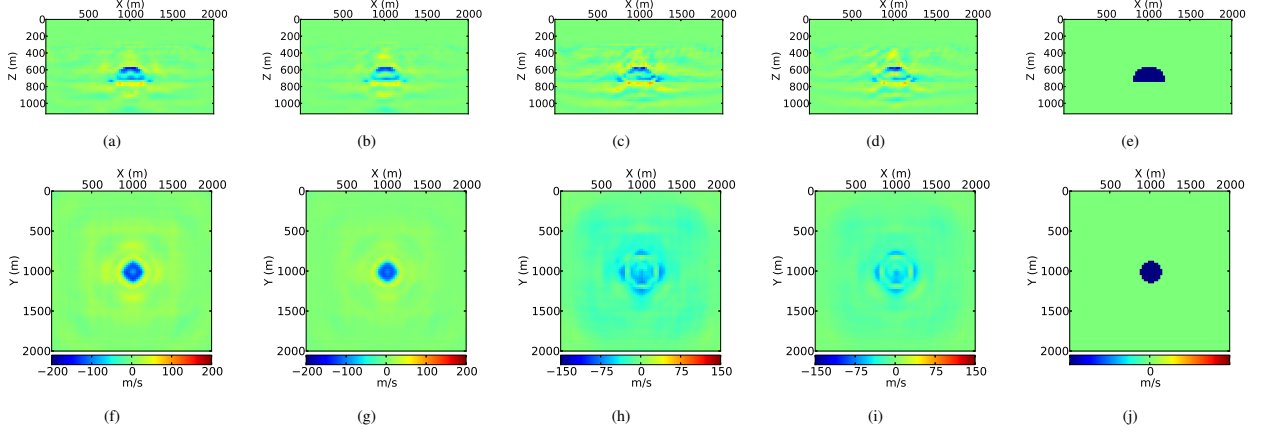 X (m) X (m) X (m) X (m) X (m)
0 500 1000 1500 2000 0 500 1000 1500 2000 0 500 1000 1500 2000 0 500 1000 1500 2000 0 500 1000 1500 2000
200 200 200 200 200
400 400 400 400 400
Z (m) Z (m) Z (m) Z (m) Z (m)
600 600 600 600 600
800 800 800 800 800
1000 1000 1000 1000 1000
(a) (b) (c) (d) (e)
X (m) X (m) X (m) X (m) X (m)
0 500 1000 1500 2000 0 500 1000 1500 2000 0 500 1000 1500 2000 0 500 1000 1500 2000 0 500 1000 1500 2000
500 500 500 500 500
Y (m) Y (m) Y (m) Y (m) Y (m)
1000 1000 1000 1000 1000
1500 1500 1500 1500 1500
2000 2000 2000 2000 2000
−200 −100 0 100 200 −200 −100 0 100 200 −150 −75 0 75 150 −150 −75 0 75 150 0
m/s m/s m/s m/s m/s
(f) (g) (h) (i) (j)